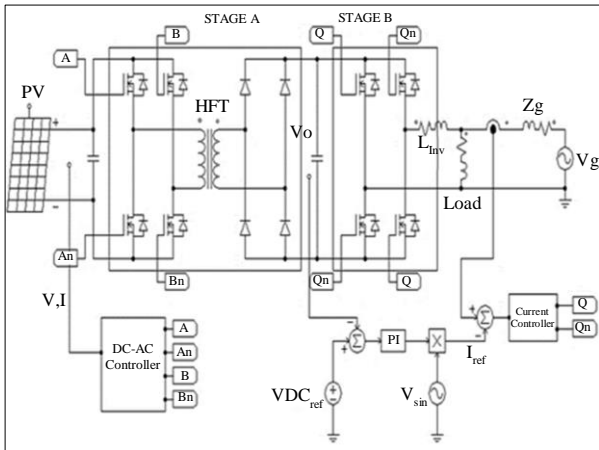 STAGE A
STAGE B
A
B
Q
Qn
PV
+
-
HFT
Vo
L_Inv
Zg
Vg
Load
An
Bn
Qn
Q
V,I
DC-AC
Controller
A
An
B
Bn
-
+
Σ
PI
X
+
-
Σ
I_ref
Current
Controller
Q
Qn
VDC_ref
V_sin